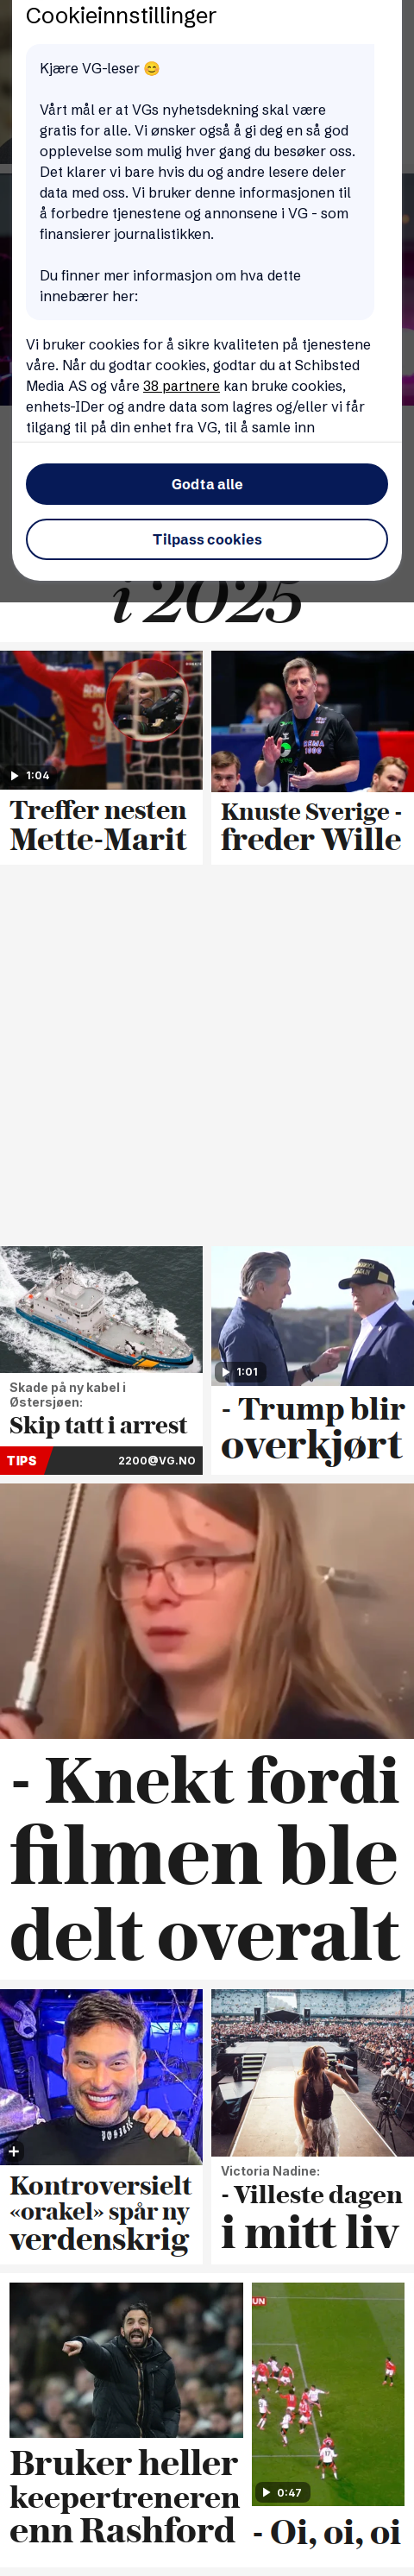 Cookieinnstillinger
Kjære VG-leser 😊
Vårt mål er at VGs nyhetsdekning skal være
gratis for alle. Vi ønsker også å gi deg en så god
opplevelse som mulig hver gang du besøker oss.
Det klarer vi bare hvis du og andre lesere deler
data med oss. Vi bruker denne informasjonen til
å forbedre tjenestene og annonsene i VG - som
finansierer journalistikken.
Du finner mer informasjon om hva dette
innebærer her:
Vi bruker cookies for å sikre kvaliteten på tjenestene
våre. Når du godtar cookies, godtar du at Schibsted
Media AS og våre 38 partnere kan bruke cookies,
enhets-IDer og andre data som lagres og/eller vi får
tilgang til på din enhet fra VG, til å samle inn
Godta alle
Tilpass cookies
i 2025
1:04
Treffer nesten
Mette-Marit
REMA
1000
Knuste Sverige -
freder Wille
Skade på ny kabel i
Østersjøen:
Skip tatt i arrest
TIPS
2200@VG.NO
1:01
- Trump blir
overkjørt
- Knekt fordi
filmen ble
delt overalt
Kontroversielt
«orakel» spår ny
verdenskrig
Victoria Nadine:
- Villeste dagen
i mitt liv
Bruker heller
keepertreneren
enn Rashford
UN
0:47
- Oi, oi, oi